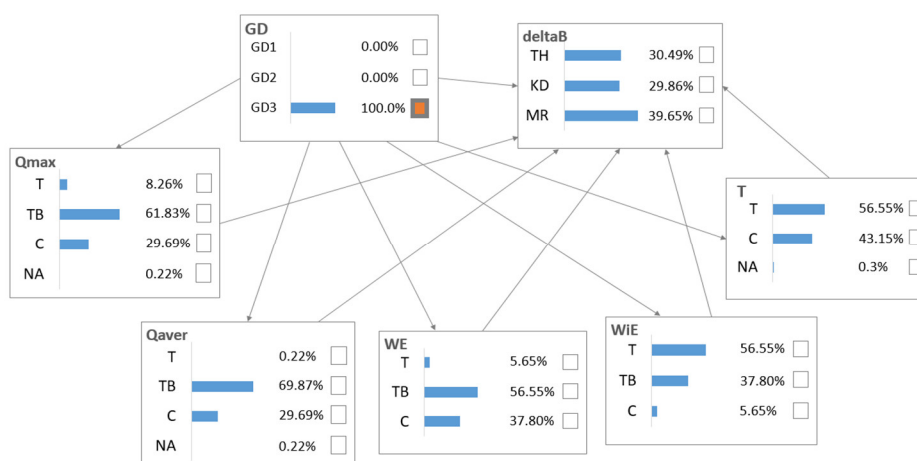 GD
GD1 0.00%
GD2 0.00%
GD3 100.0%
deltaB
TH 30.49%
KD 29.86%
MR 39.65%
Qmax
T 8.26%
TB 61.83%
C 29.69%
NA 0.22%
T
T 56.55%
C 43.15%
NA 0.3%
Qaver
T 0.22%
TB 69.87%
C 29.69%
NA 0.22%
WE
T 5.65%
TB 56.55%
C 37.80%
WiE
T 56.55%
TB 37.80%
C 5.65%